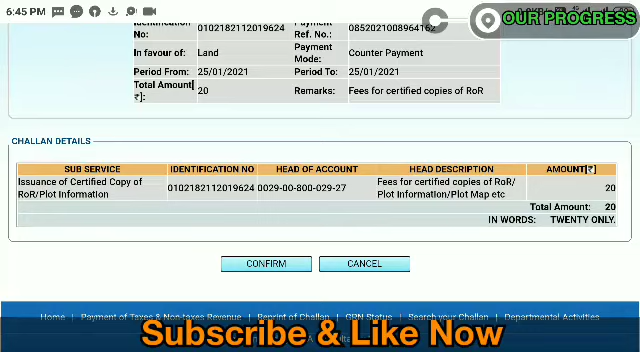 6:45 PM
OUR PROGRESS
Identification No: 0102182112019624 Payment Ref. No.: 0852021008964162
In favour of: Land Payment Mode: Counter Payment
Period From: 25/01/2021 Period To: 25/01/2021
Total Amount[₹]: 20 Remarks: Fees for certified copies of RoR
CHALLAN DETAILS
SUB SERVICE IDENTIFICATION NO HEAD OF ACCOUNT HEAD DESCRIPTION AMOUNT[₹]
Issuance of Certified Copy of RoR/Plot Information 0102182112019624 0029-00-800-029-27 Fees for certified copies of RoR/ Plot Information/Plot Map etc 20
Total Amount: 20
IN WORDS: TWENTY ONLY.
CONFIRM CANCEL
Home | Payment of Taxes & Non-taxes Revenue | Reprint of Challan | GRN Status | Search your Challan | Departmental Activities
Subscribe & Like Now